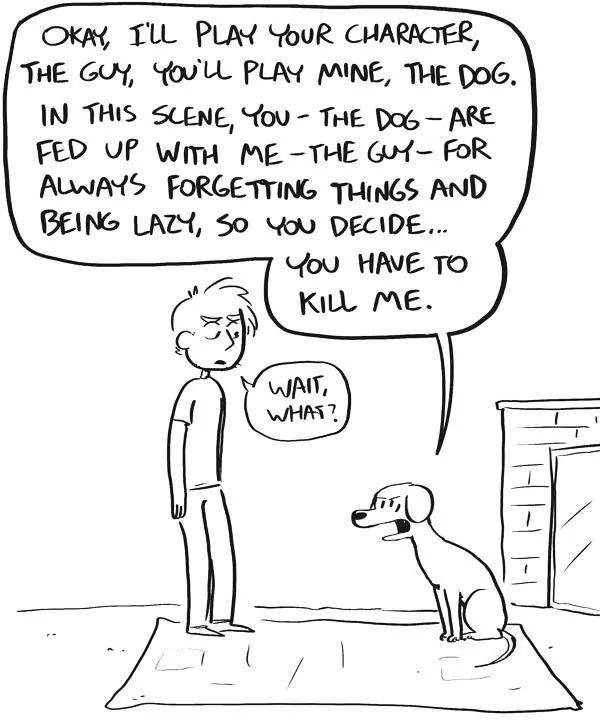 OKAY, I'LL PLAY YOUR CHARACTER,
THE GUY, YOU'LL PLAY MINE, THE DOG.
IN THIS SCENE, YOU - THE DOG - ARE
FED UP WITH ME - THE GUY - FOR
ALWAYS FORGETTING THINGS AND
BEING LAZY, SO YOU DECIDE...
YOU HAVE TO
KILL ME.
WAIT,
WHAT?